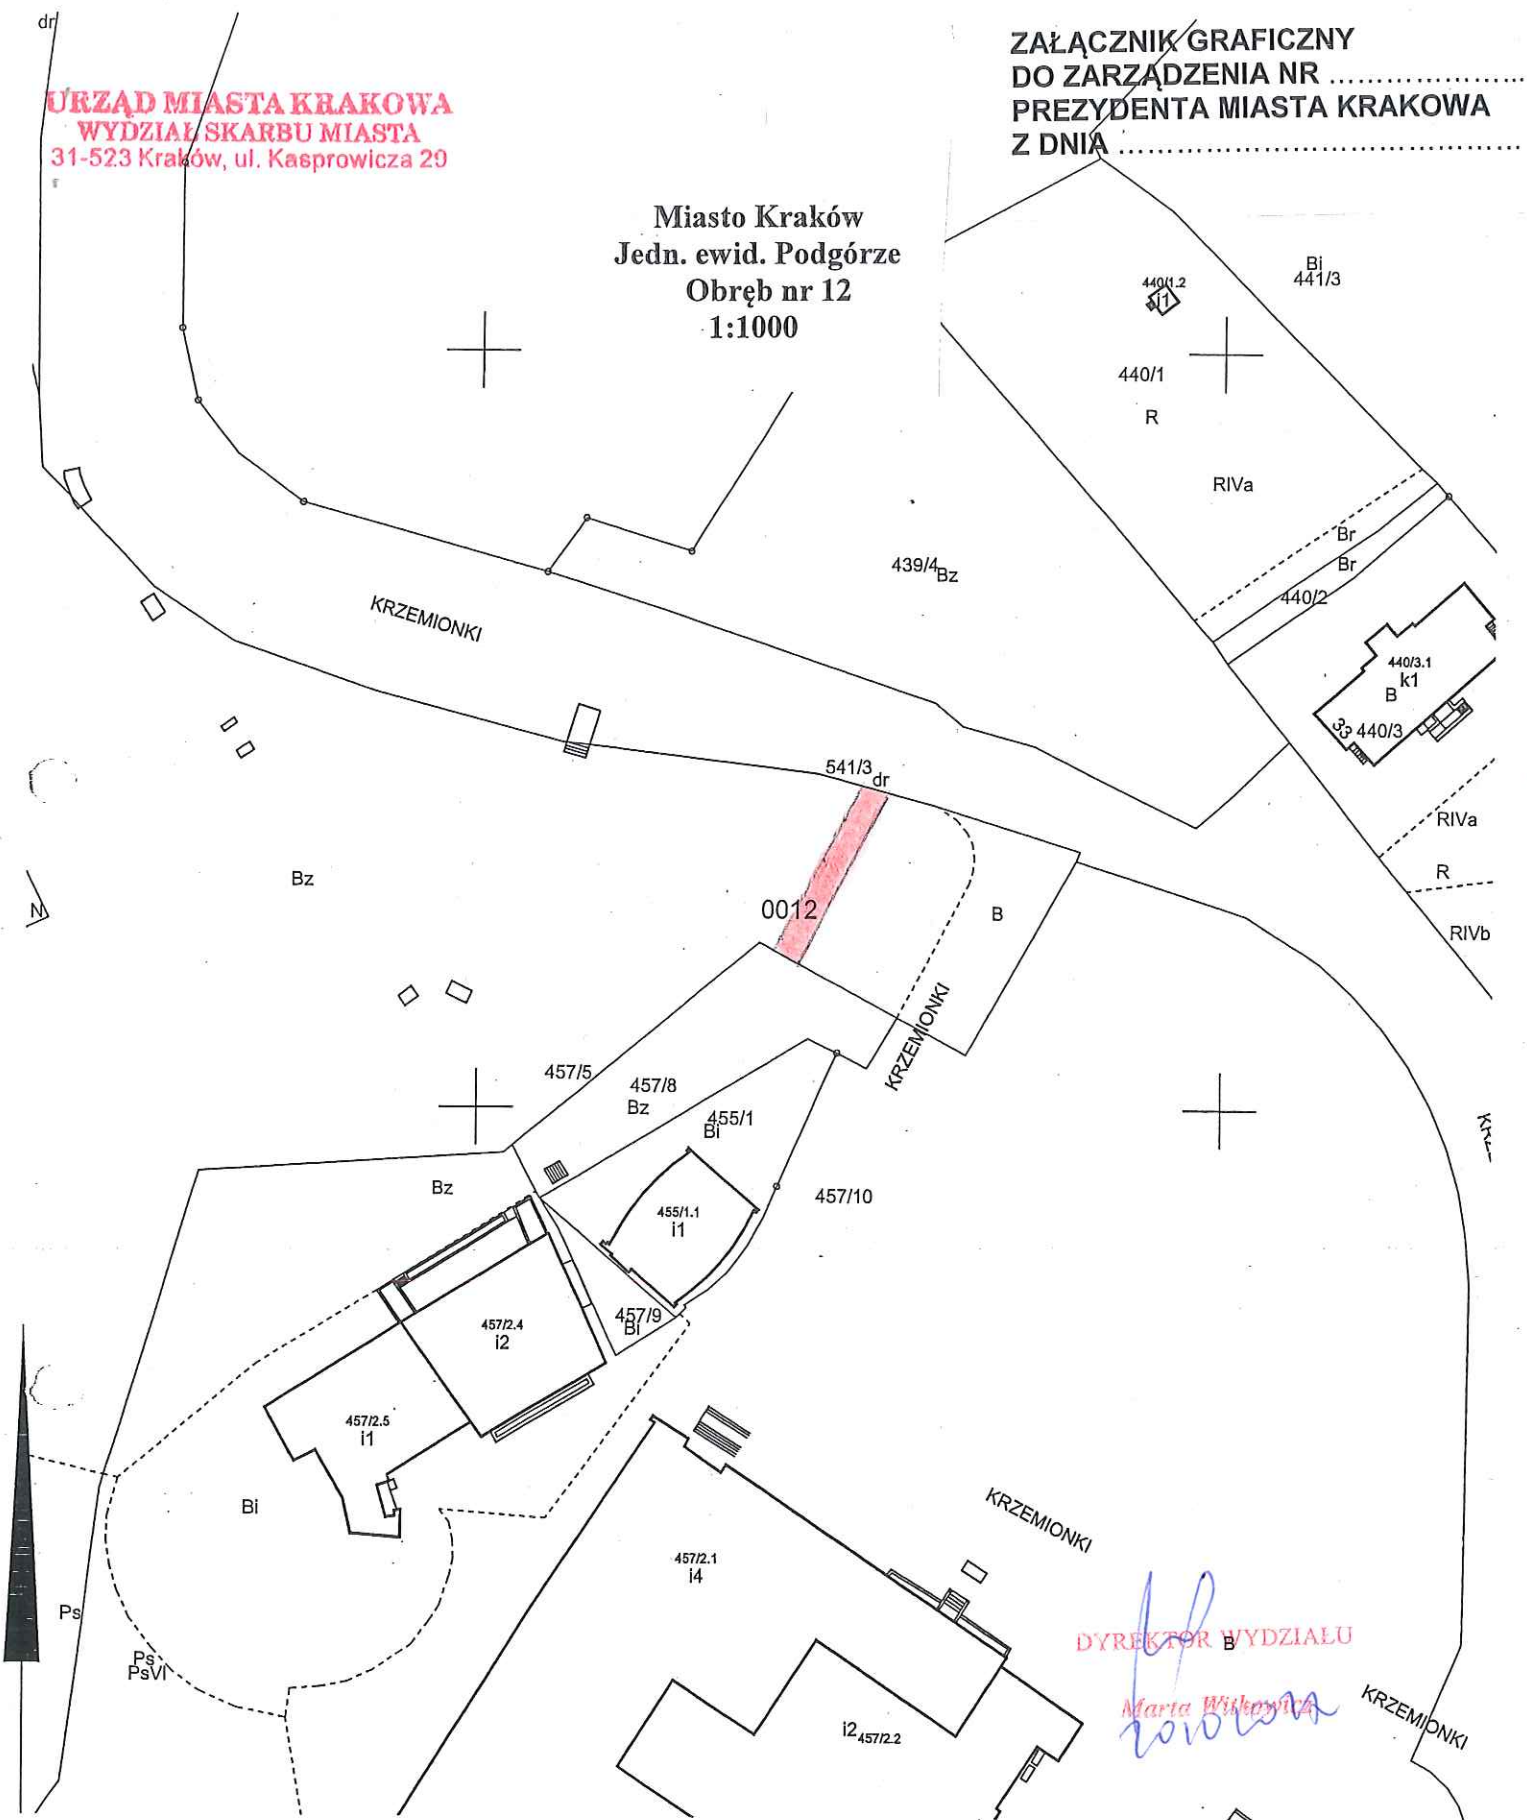 dr
ZAŁĄCZNIK GRAFICZNY
DO ZARZĄDZENIA NR ......................
PREZYDENTA MIASTA KRAKOWA
Z DNIA ..........................................
URZĄD MIASTA KRAKOWA
WYDZIAŁ SKARBU MIASTA
31-523 Kraków, ul. Kasprowicza 29
Miasto Kraków
Jedn. ewid. Podgórze
Obręb nr 12
1:1000
Bi
441/3
440/1.2
i1
440/1
R
RIVa
Br
Br
440/2
439/4 Bz
KRZEMIONKI
440/3.1
k1
B
33 440/3
541/3 dr
RIVa
R
RIVb
Bz
N
0012
B
KRZEMIONKI
457/5
457/8
Bz
455/1
Bi
Bz
457/10
455/1.1
i1
457/9
Bi
457/2.4
i2
457/2.5
i1
Bi
KRZEMIONKI
457/2.1
i4
Ps
Ps
PsVI
DYREKTOR WYDZIAŁU
B
Marta Witkowicz
KRZEMIONKI
i2 457/2.2